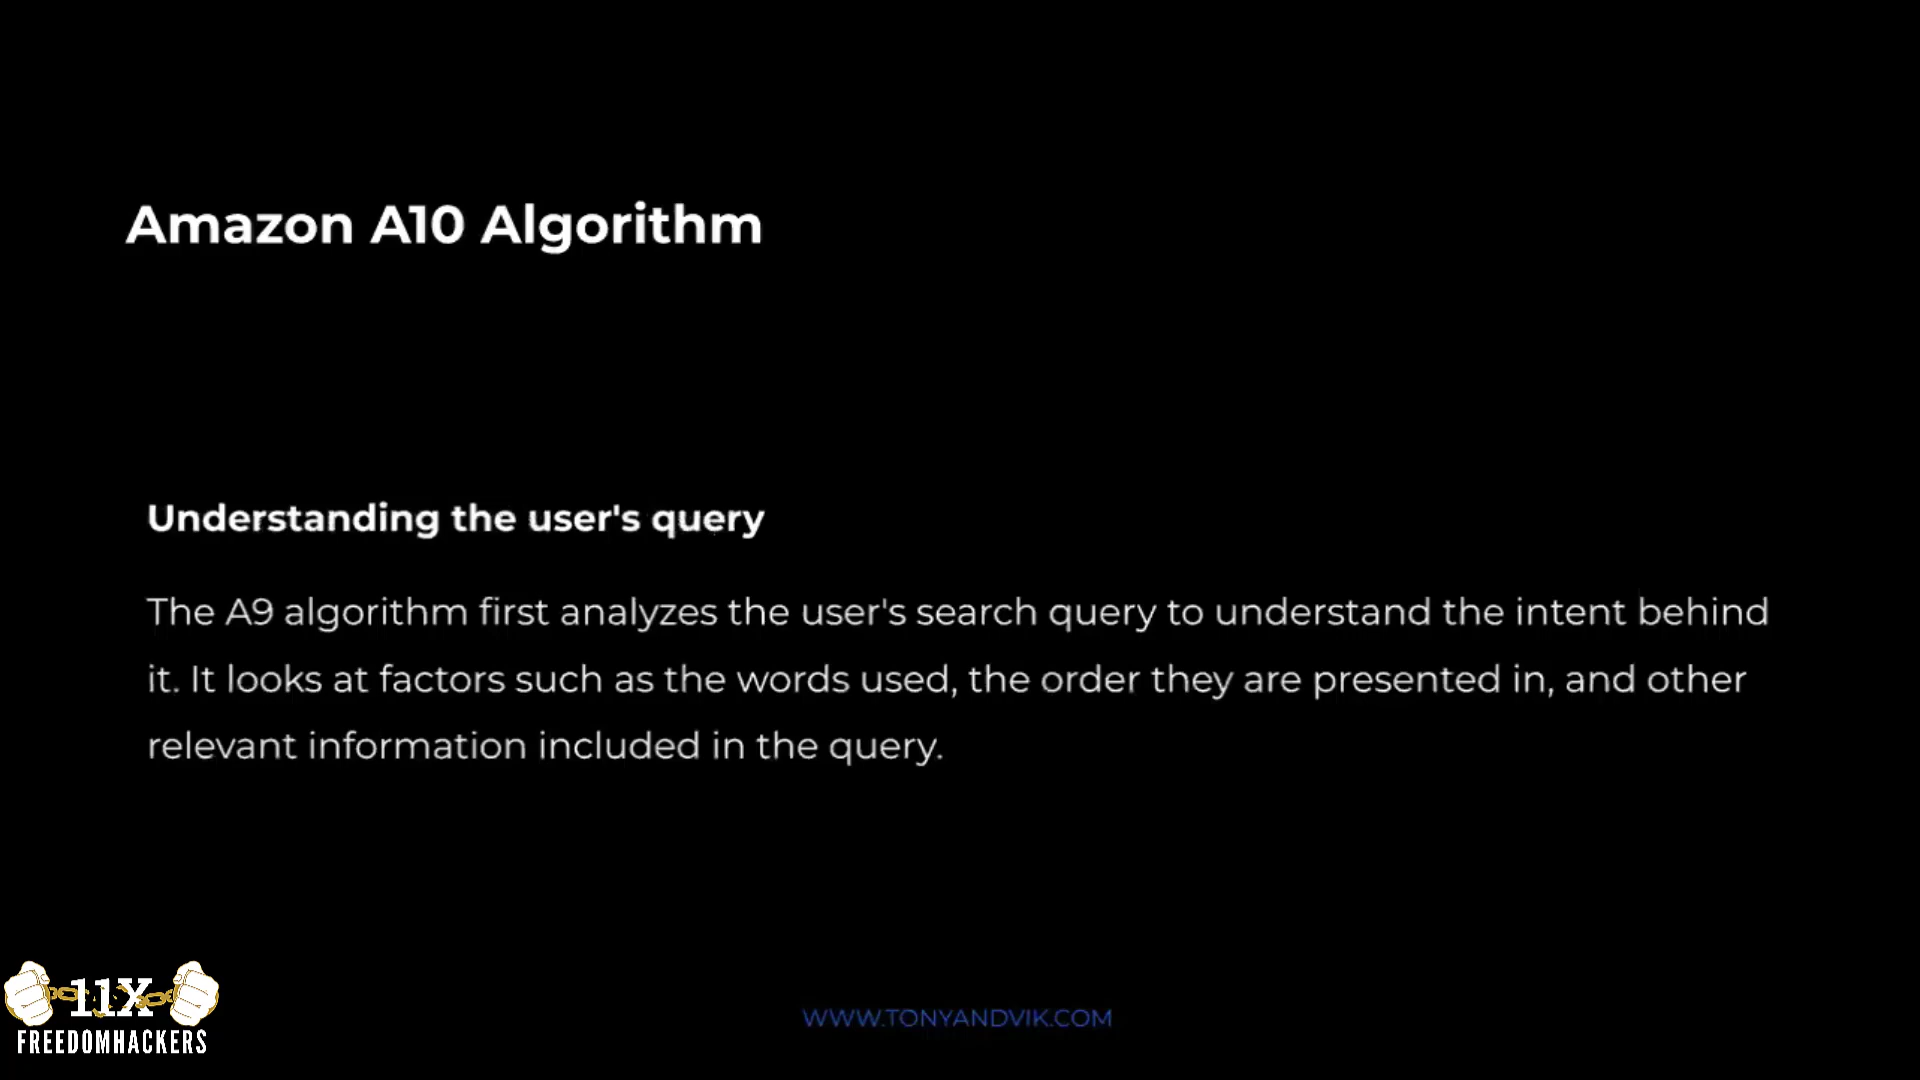 Amazon A10 Algorithm
Understanding the user's query
The A9 algorithm first analyzes the user's search query to understand the intent behind
it. It looks at factors such as the words used, the order they are presented in, and other
relevant information included in the query.
11X
FREEDOMHACKERS
WWW.TONYANDVIK.COM